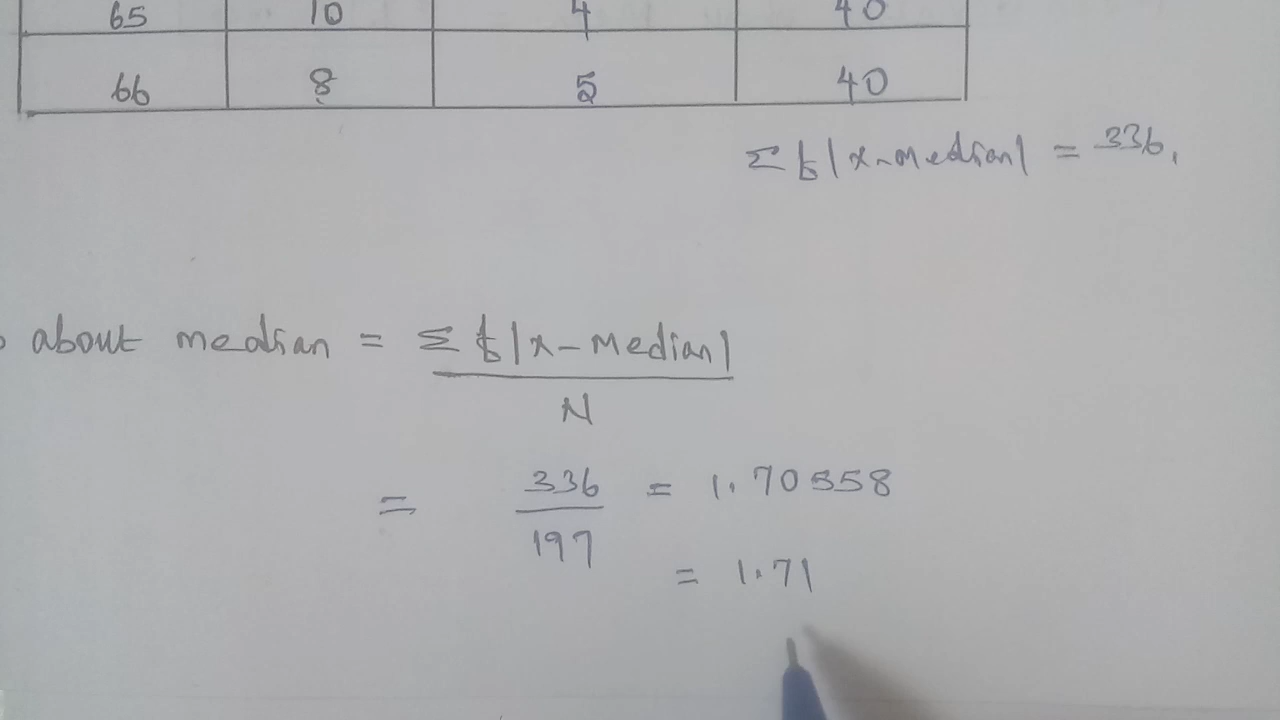 65 10 4 40
66 8 5 40
Σ f |x-median| = 336.
about median = Σ f |x - Median|
N
= 336 = 1.70558
197
= 1.71